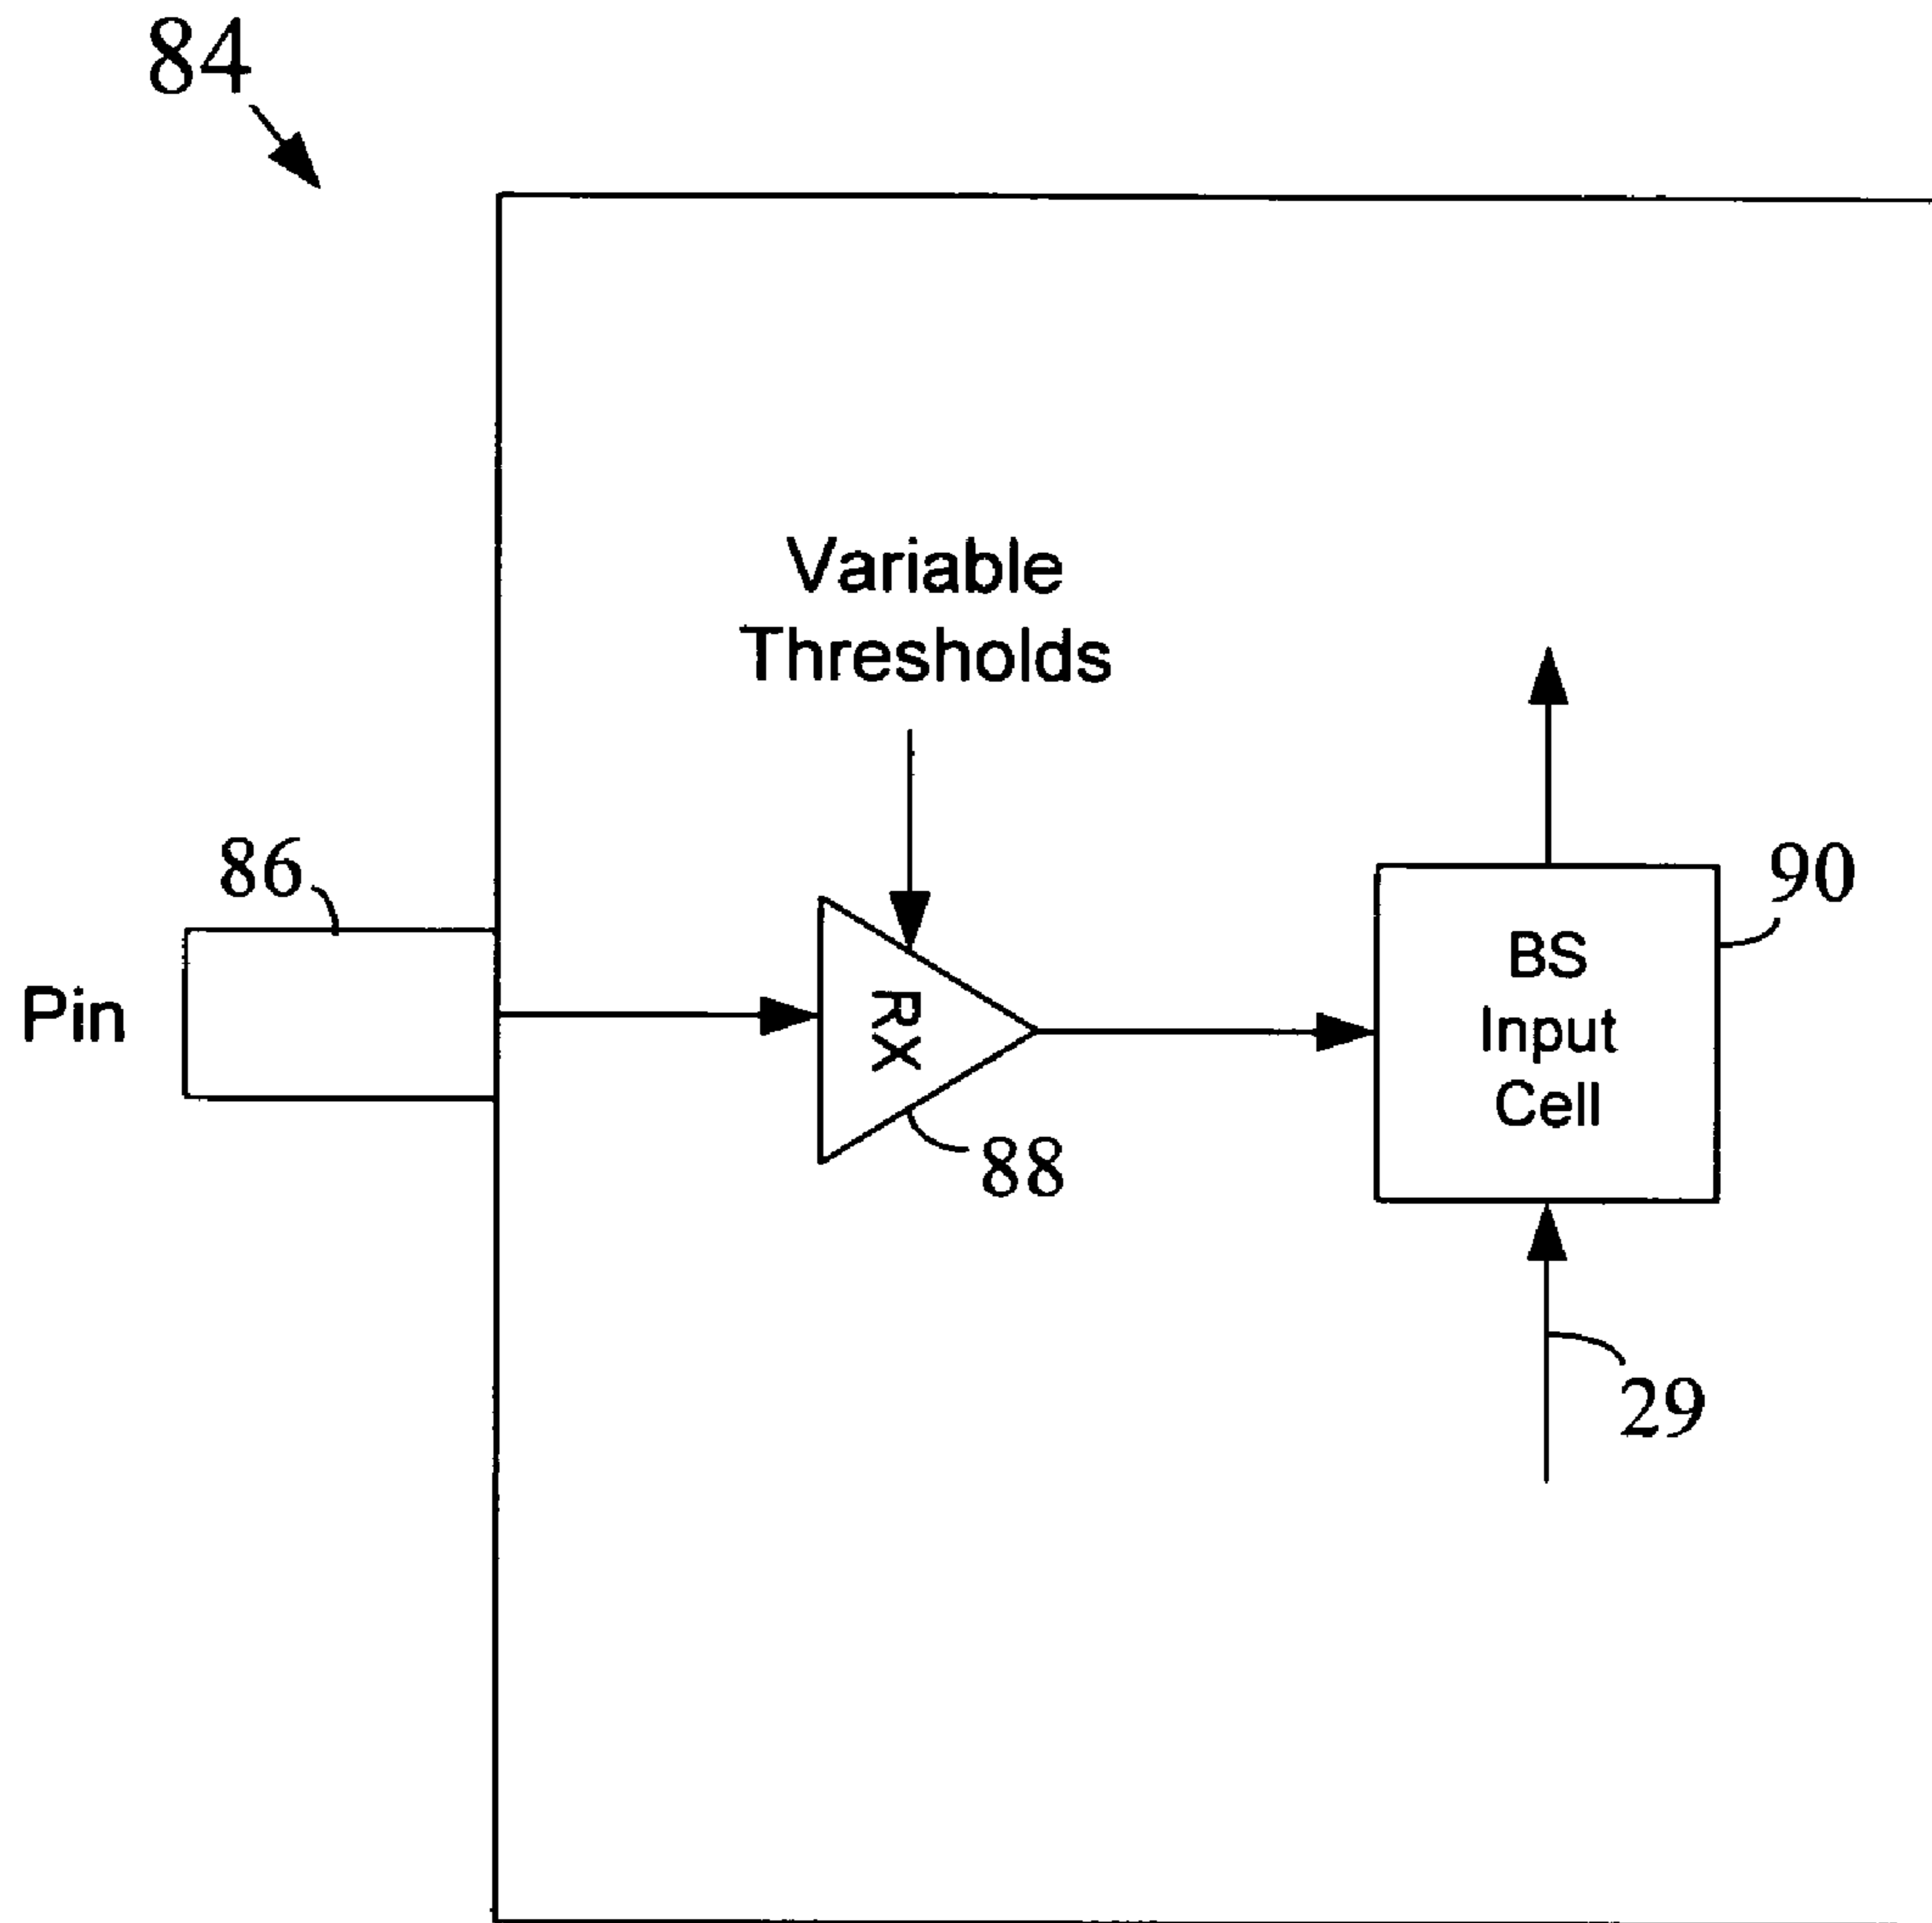 84
Variable
Thresholds
86
90
BS
Input
Cell
Pin
RX
88
29